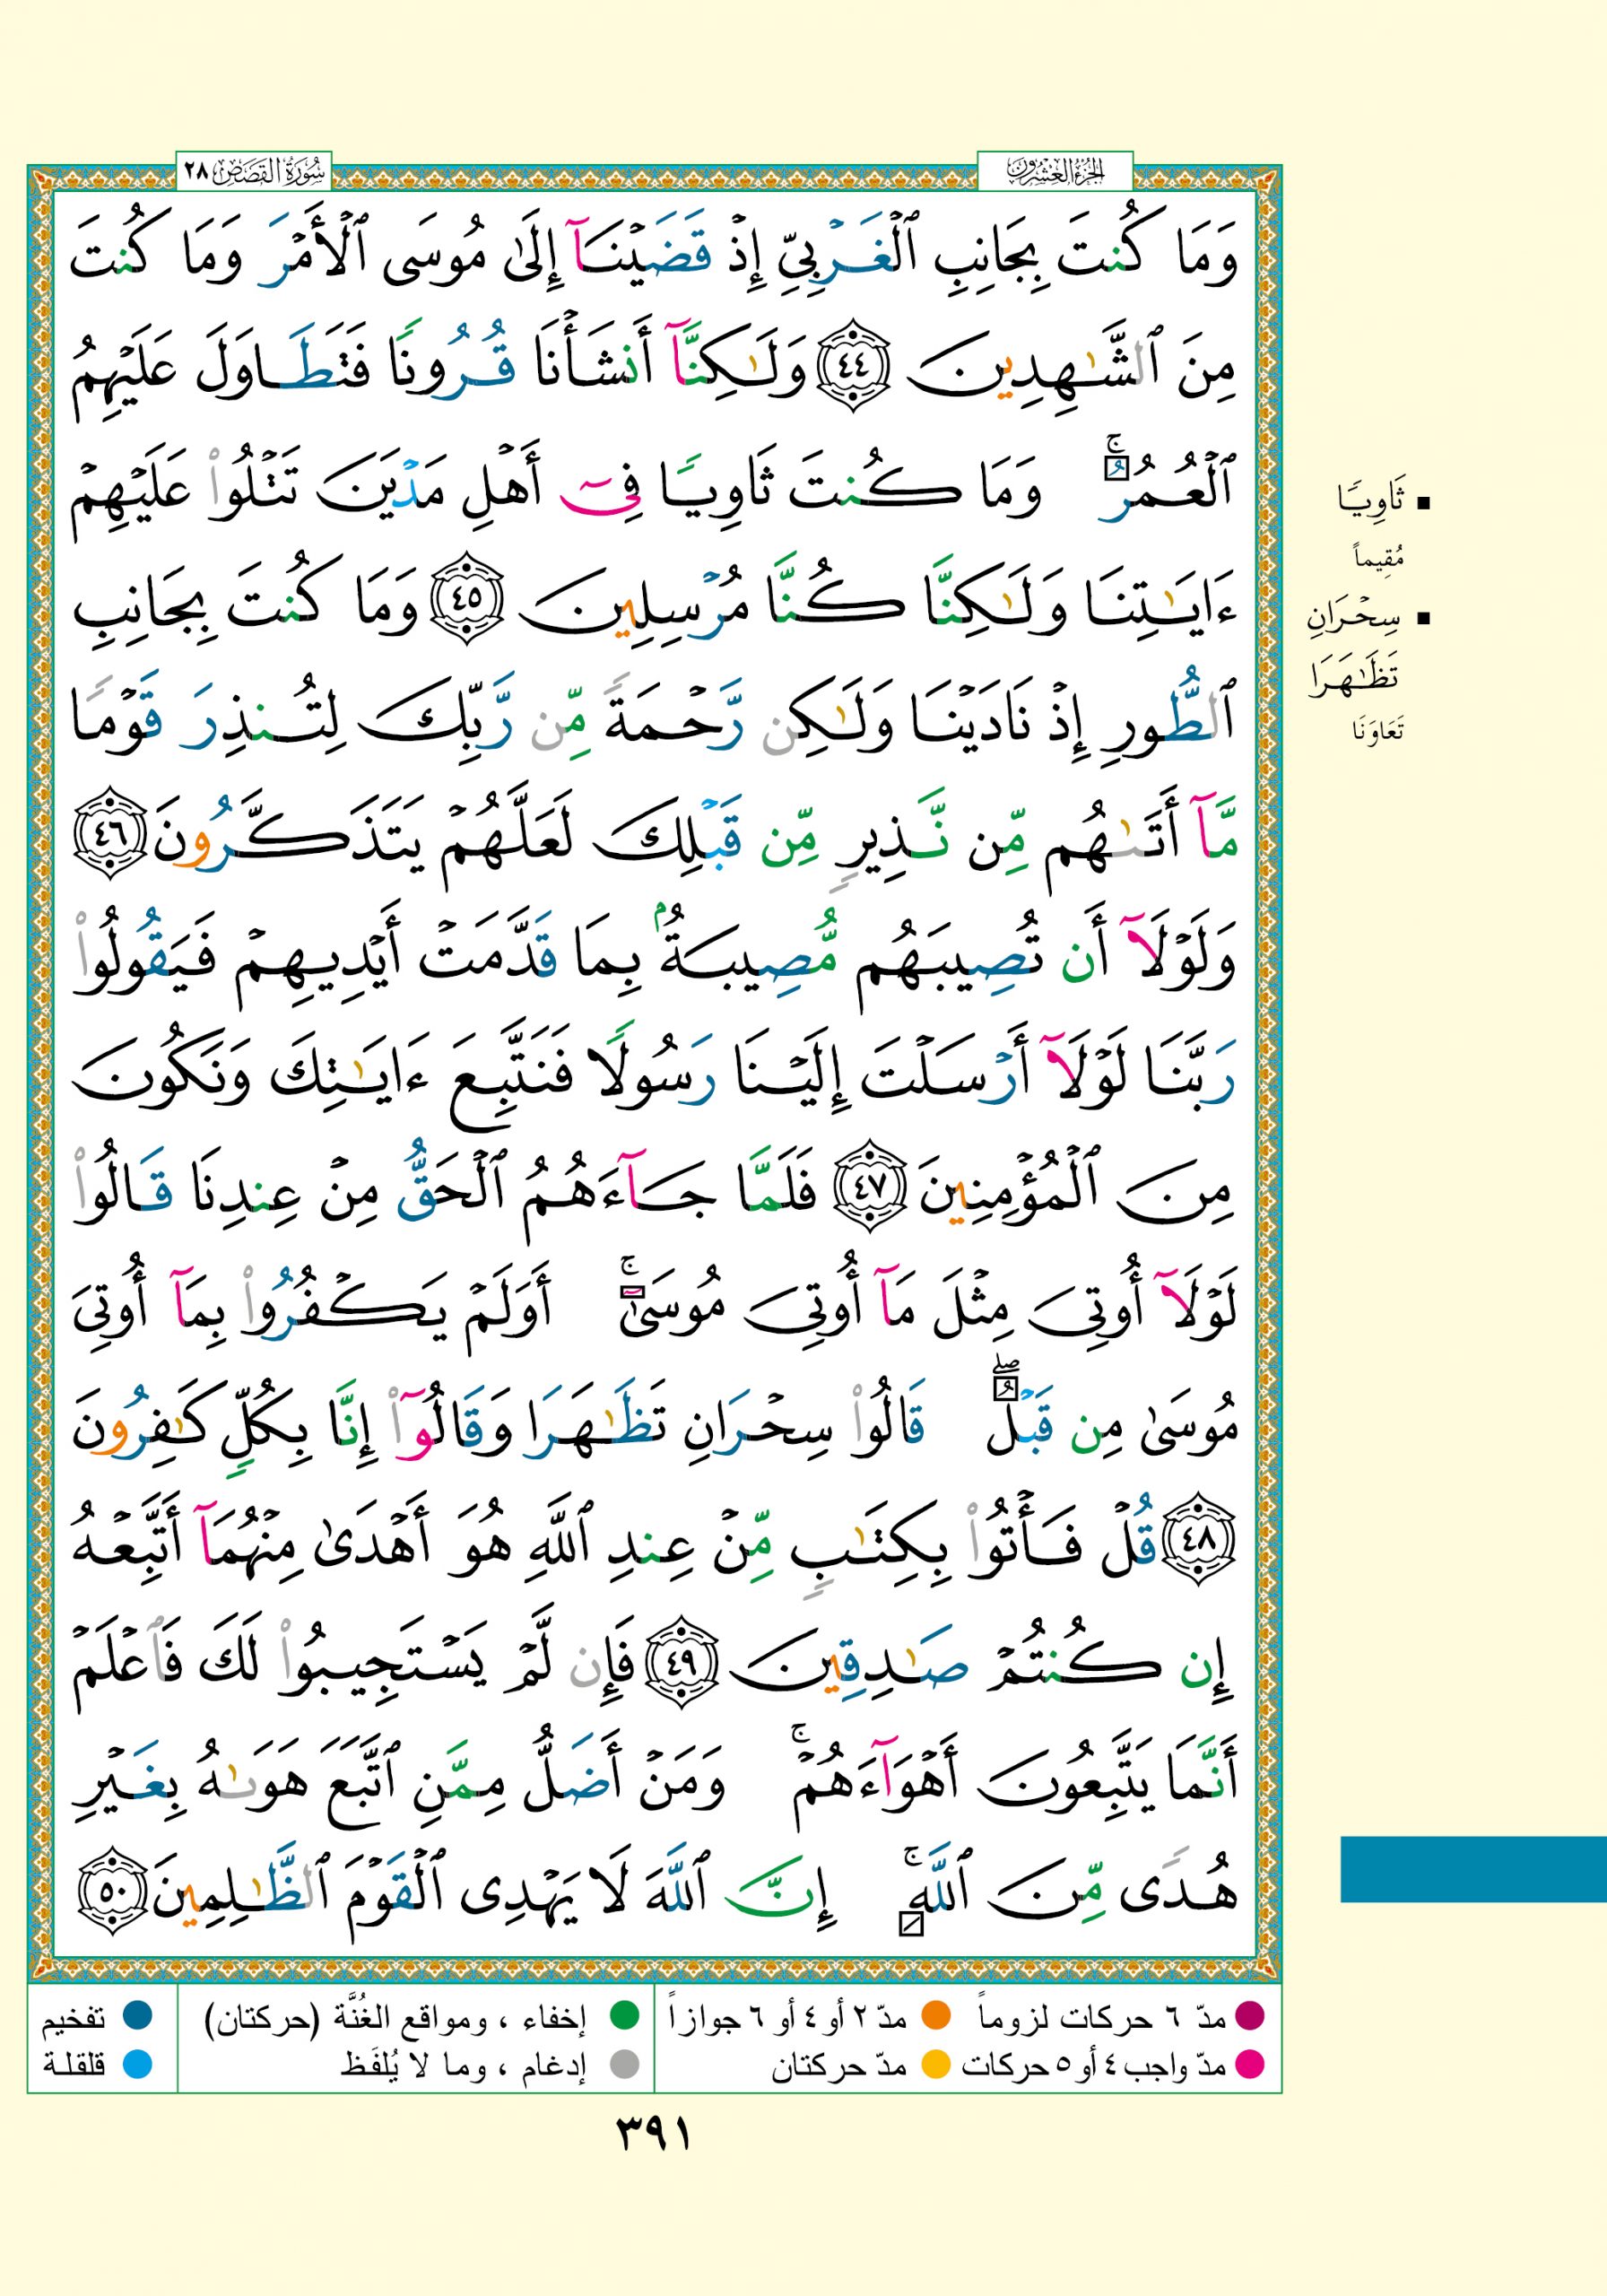 الجزء العشرون
سورة القصص ٢٨
وَمَا كُنتَ بِجَانِبِ ٱلْغَرْبِىِّ إِذْ قَضَيْنَآ إِلَىٰ مُوسَى ٱلْأَمْرَ وَمَا كُنتَ
مِنَ ٱلشَّٰهِدِينَ ٤٤ وَلَٰكِنَّآ أَنشَأْنَا قُرُونًا فَتَطَاوَلَ عَلَيْهِمُ
ٱلْعُمُرُ ۚ وَمَا كُنتَ ثَاوِيًا فِىٓ أَهْلِ مَدْيَنَ تَتْلُوا۟ عَلَيْهِمْ
ءَايَٰتِنَا وَلَٰكِنَّا كُنَّا مُرْسِلِينَ ٤٥ وَمَا كُنتَ بِجَانِبِ
ٱلطُّورِ إِذْ نَادَيْنَا وَلَٰكِن رَّحْمَةً مِّن رَّبِّكَ لِتُنذِرَ قَوْمًا
مَّآ أَتَىٰهُم مِّن نَّذِيرٍ مِّن قَبْلِكَ لَعَلَّهُمْ يَتَذَكَّرُونَ ٤٦
وَلَوْلَآ أَن تُصِيبَهُم مُّصِيبَةٌۢ بِمَا قَدَّمَتْ أَيْدِيهِمْ فَيَقُولُوا۟
رَبَّنَا لَوْلَآ أَرْسَلْتَ إِلَيْنَا رَسُولًا فَنَتَّبِعَ ءَايَٰتِكَ وَنَكُونَ
مِنَ ٱلْمُؤْمِنِينَ ٤٧ فَلَمَّا جَآءَهُمُ ٱلْحَقُّ مِنْ عِندِنَا قَالُوا۟
لَوْلَآ أُوتِىَ مِثْلَ مَآ أُوتِىَ مُوسَىٰٓ ۚ أَوَلَمْ يَكْفُرُوا۟ بِمَآ أُوتِىَ
مُوسَىٰ مِن قَبْلُ ۖ قَالُوا۟ سِحْرَانِ تَظَٰهَرَا وَقَالُوٓا۟ إِنَّا بِكُلٍّ كَٰفِرُونَ
٤٨ قُلْ فَأْتُوا۟ بِكِتَٰبٍ مِّنْ عِندِ ٱللَّهِ هُوَ أَهْدَىٰ مِنْهُمَآ أَتَّبِعْهُ
إِن كُنتُمْ صَٰدِقِينَ ٤٩ فَإِن لَّمْ يَسْتَجِيبُوا۟ لَكَ فَٱعْلَمْ
أَنَّمَا يَتَّبِعُونَ أَهْوَآءَهُمْ ۚ وَمَنْ أَضَلُّ مِمَّنِ ٱتَّبَعَ هَوَىٰهُ بِغَيْرِ
هُدًى مِّنَ ٱللَّهِ ۚ إِنَّ ٱللَّهَ لَا يَهْدِى ٱلْقَوْمَ ٱلظَّٰلِمِينَ ٥٠
▪ ثَاوِيًا
مُقِيماً
▪ سِحْرَانِ
تَظَٰهَرَا
تَعَاوَنَا
مدّ ٦ حركات لزوماً
مدّ ٢ أو ٤ أو ٦ جوازاً
إخفاء ، ومواقع الغُنَّة (حركتان)
تفخيم
مدّ واجب ٤ أو ٥ حركات
مدّ حركتان
إدغام ، وما لا يُلفَظ
قلقلة
٣٩١